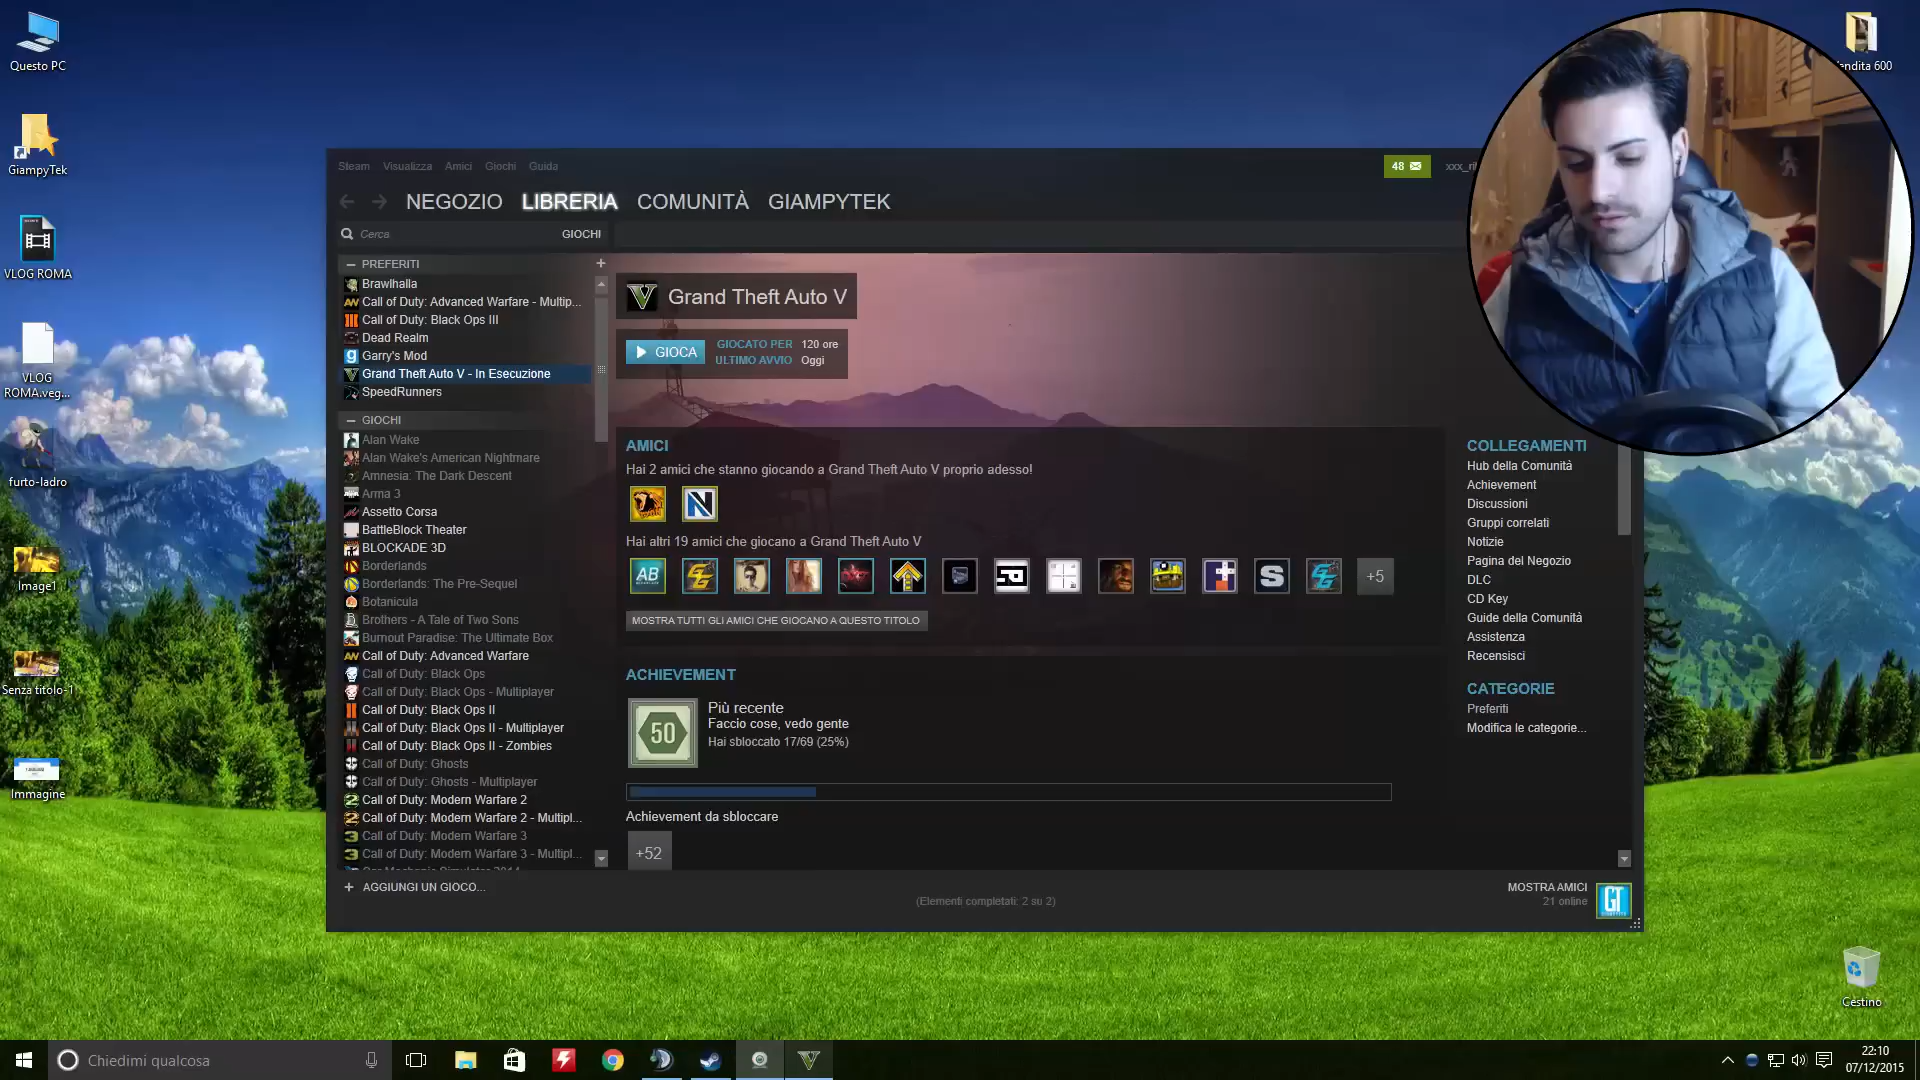 Questo PC
GiampyTek
VLOG ROMA
VLOG
ROMA.veg...
furto-ladro
Image1
Senza titolo-1
Immagine
endita 600
Cestino
Steam Visualizza Amici Giochi Guida
48
NEGOZIO LIBRERIA COMUNITÀ GIAMPYTEK
Cerca GIOCHI
PREFERITI
Brawlhalla
Call of Duty: Advanced Warfare - Multip...
Call of Duty: Black Ops III
Dead Realm
Garry's Mod
Grand Theft Auto V - In Esecuzione
SpeedRunners
GIOCHI
Alan Wake
Alan Wake's American Nightmare
Amnesia: The Dark Descent
Arma 3
Assetto Corsa
BattleBlock Theater
BLOCKADE 3D
Borderlands
Borderlands: The Pre-Sequel
Botanicula
Brothers - A Tale of Two Sons
Burnout Paradise: The Ultimate Box
Call of Duty: Advanced Warfare
Call of Duty: Black Ops
Call of Duty: Black Ops - Multiplayer
Call of Duty: Black Ops II
Call of Duty: Black Ops II - Multiplayer
Call of Duty: Black Ops II - Zombies
Call of Duty: Ghosts
Call of Duty: Ghosts - Multiplayer
Call of Duty: Modern Warfare 2
Call of Duty: Modern Warfare 2 - Multipl...
Call of Duty: Modern Warfare 3
Call of Duty: Modern Warfare 3 - Multipl...
+ AGGIUNGI UN GIOCO...
Grand Theft Auto V
GIOCA
GIOCATO PER 120 ore
ULTIMO AVVIO Oggi
AMICI
Hai 2 amici che stanno giocando a Grand Theft Auto V proprio adesso!
Hai altri 19 amici che giocano a Grand Theft Auto V
AB
+5
MOSTRA TUTTI GLI AMICI CHE GIOCANO A QUESTO TITOLO
ACHIEVEMENT
50
Più recente
Faccio cose, vedo gente
Hai sbloccato 17/69 (25%)
Achievement da sbloccare
+52
COLLEGAMENTI
Hub della Comunità
Achievement
Discussioni
Gruppi correlati
Notizie
Pagina del Negozio
DLC
CD Key
Guide della Comunità
Assistenza
Recensisci
CATEGORIE
Preferiti
Modifica le categorie...
(Elementi completati: 2 su 2)
MOSTRA AMICI
21 online
GT
Chiedimi qualcosa
22:10
07/12/2015